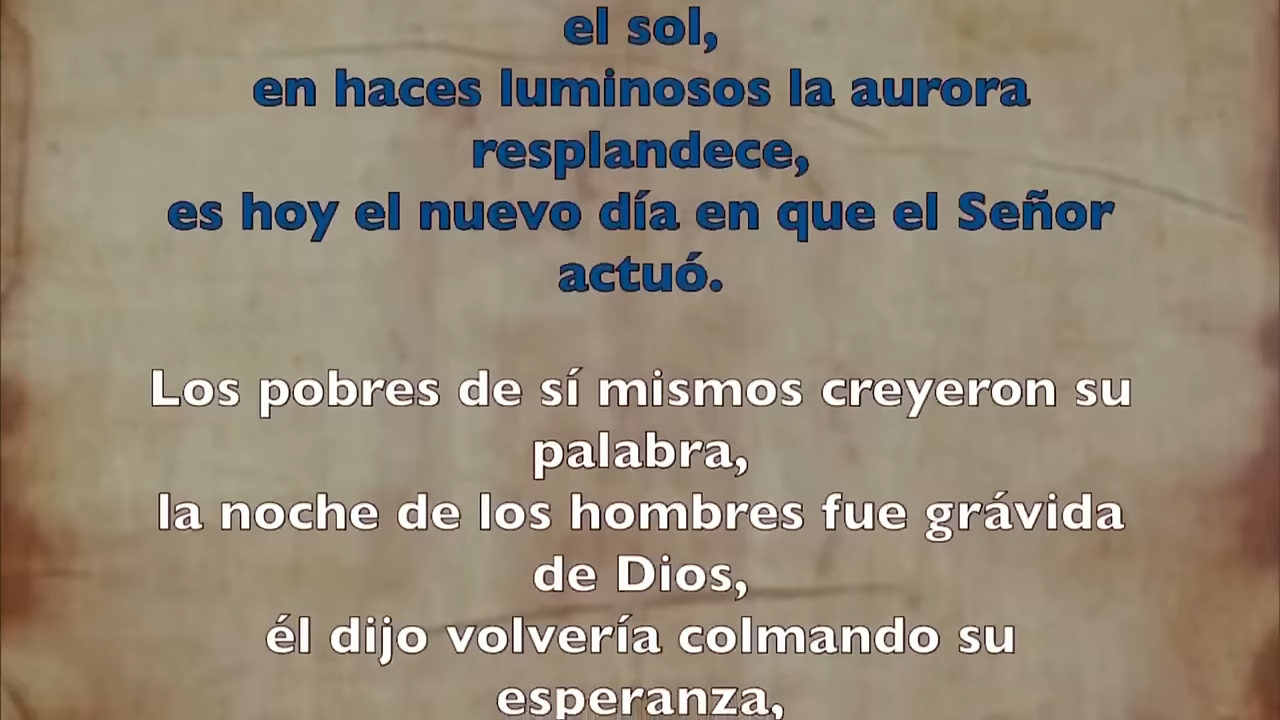 el sol,
en haces luminosos la aurora
resplandece,
es hoy el nuevo día en que el Señor
actuó.
Los pobres de sí mismos creyeron su
palabra,
la noche de los hombres fue grávida
de Dios,
él dijo volvería colmando su
esperanza,